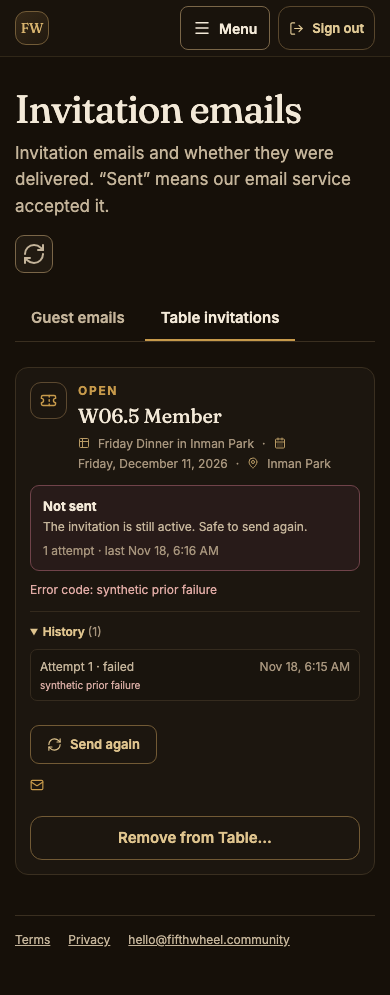 FW
Menu
Sign out
Invitation emails
Invitation emails and whether they were
delivered. “Sent” means our email service
accepted it.
Guest emails
Table invitations
OPEN
W06.5 Member
Friday Dinner in Inman Park ·
Friday, December 11, 2026 · Inman Park
Not sent
The invitation is still active. Safe to send again.
1 attempt · last Nov 18, 6:16 AM
Error code: synthetic prior failure
▼ History (1)
Attempt 1 · failed
Nov 18, 6:15 AM
synthetic prior failure
Send again
Remove from Table...
Terms
Privacy
hello@fifthwheel.community